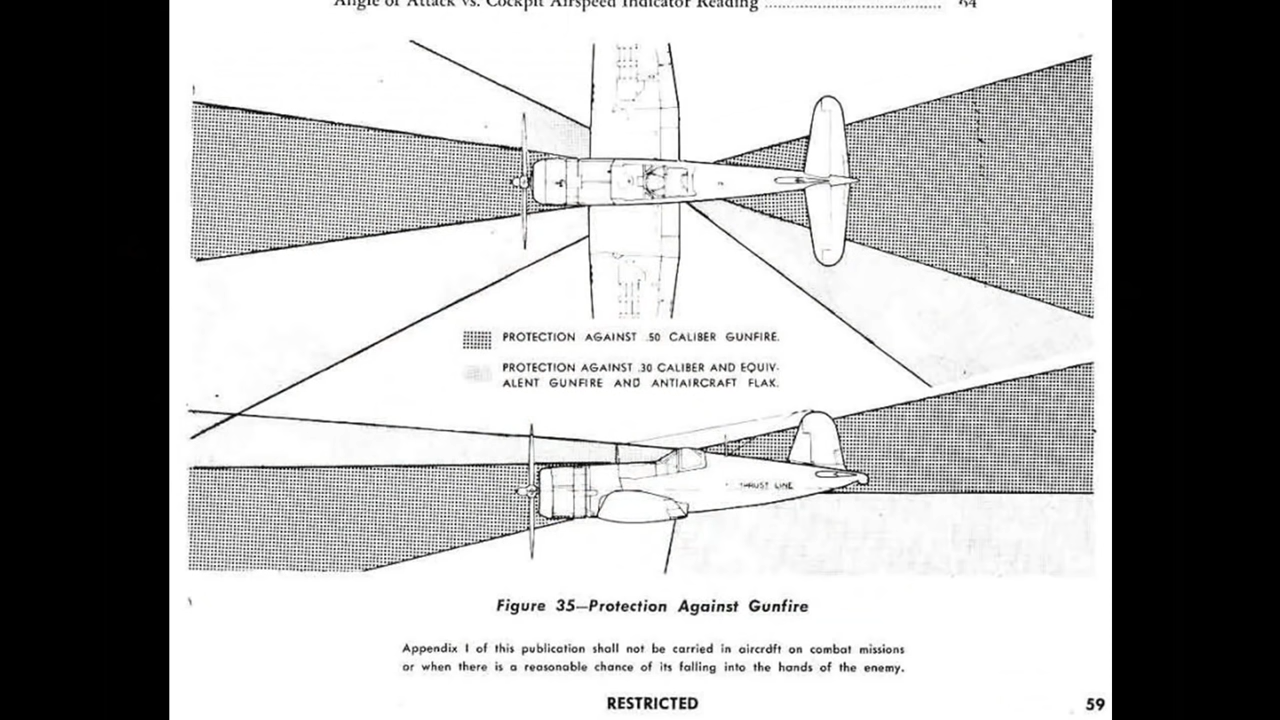 Angle of Attack vs. Cockpit Airspeed Indicator Reading ........................................ 64
PROTECTION AGAINST .50 CALIBER GUNFIRE.
PROTECTION AGAINST .30 CALIBER AND EQUIV-
ALENT GUNFIRE AND ANTIAIRCRAFT FLAK.
THRUST LINE
Figure 35—Protection Against Gunfire
Appendix I of this publication shall not be carried in aircrdft on combat missions
or when there is a reasonable chance of its falling into the hands of the enemy.
RESTRICTED
59